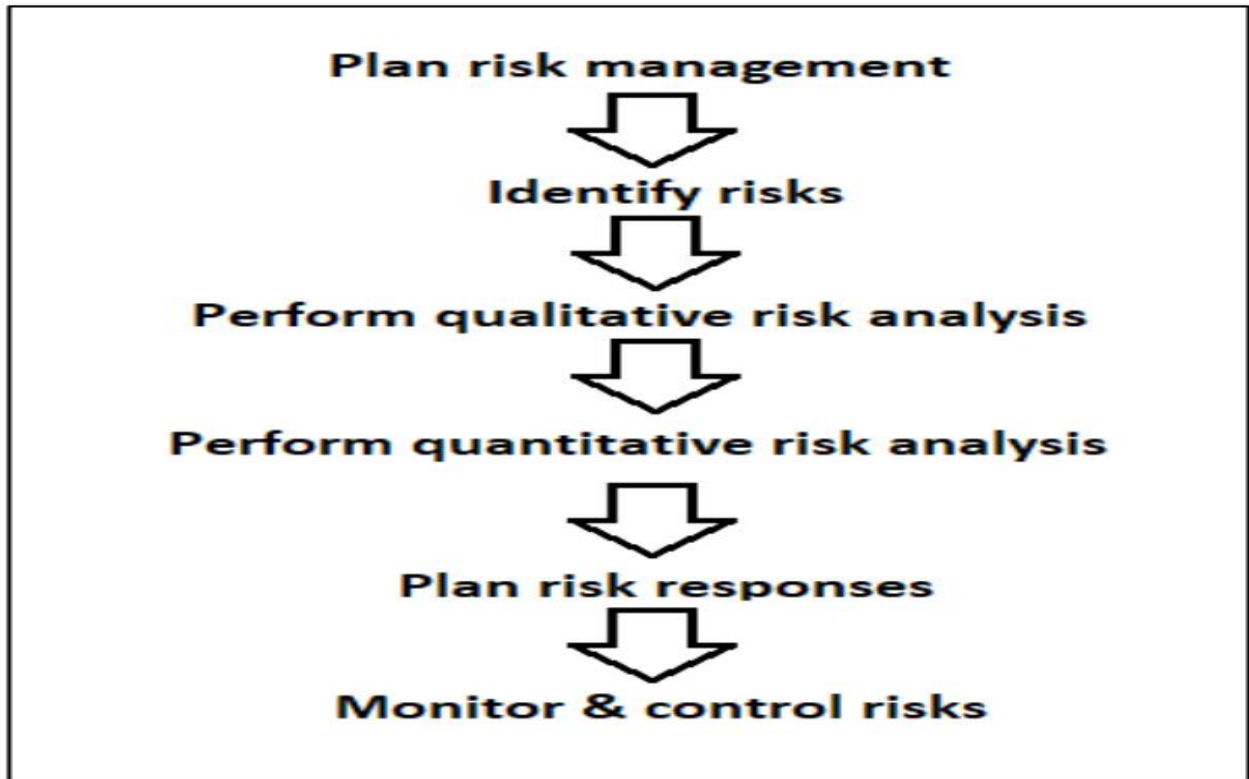 Plan risk management
Identify risks
Perform qualitative risk analysis
Perform quantitative risk analysis
Plan risk responses
Monitor & control risks